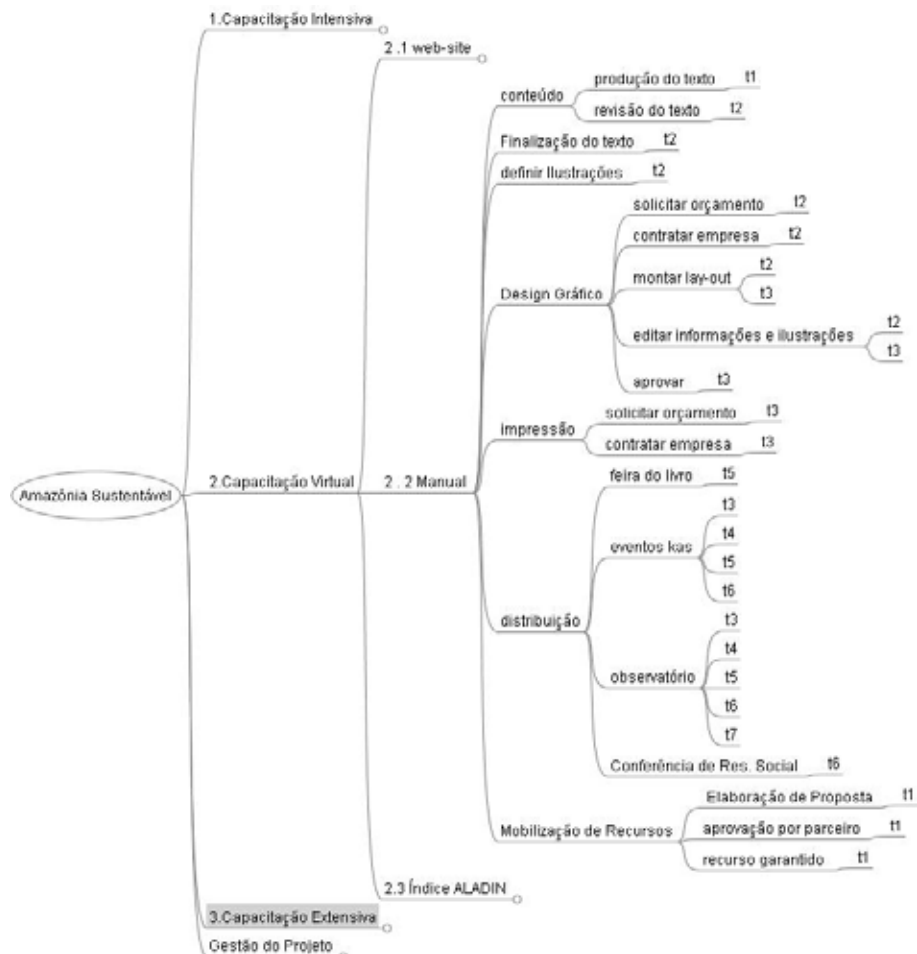 1.Capacitação Intensiva
2 .1 web-site
produção do texto t1
conteúdo
revisão do texto t2
Finalização do texto t2
definir Ilustrações t2
solicitar orçamento t2
contratar empresa t2
montar lay-out t2
t3
Design Gráfico
editar informações e ilustrações t2
t3
aprovar t3
solicitar orçamento t3
impressão
contratar empresa t3
Amazônia Sustentável
2.Capacitação Virtual
2 . 2 Manual
feira do livro t5
eventos kas t3
t4
t5
t6
distribuição
observatório t3
t4
t5
t6
t7
Conferência de Res. Social t6
Elaboração de Proposta t1
Mobilização de Recursos
aprovação por parceiro t1
recurso garantido t1
2.3 Índice ALADIN
3.Capacitação Extensiva
Gestão do Projeto